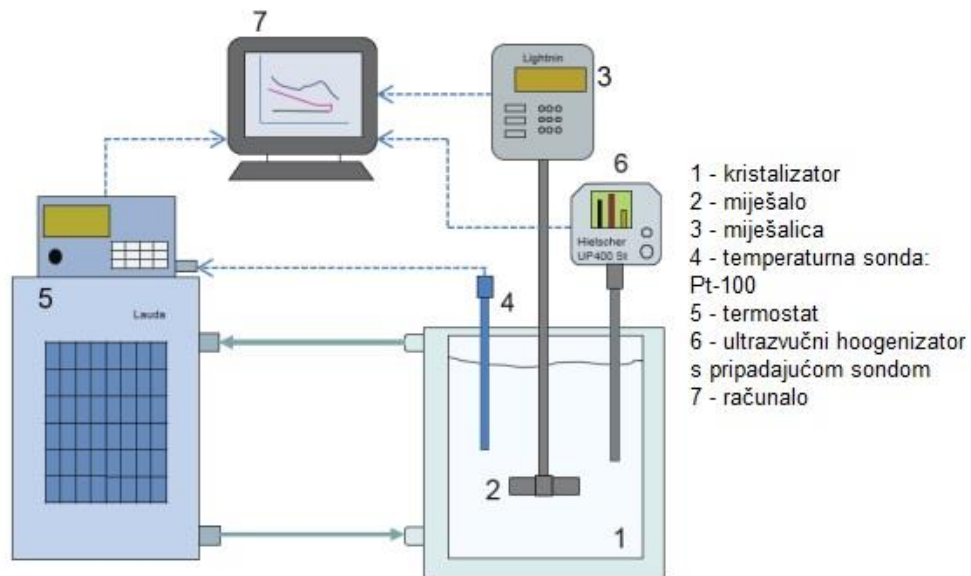 7
Lightnin
3
6
1 - kristalizator
2 - miješalo
3 - miješalica
4 - temperaturna sonda:
Pt-100
5 - termostat
6 - ultrazvučni hoogenizator
s pripadajućom sondom
7 - računalo
Hielscher
UP400 St
5
Lauda
4
2
1